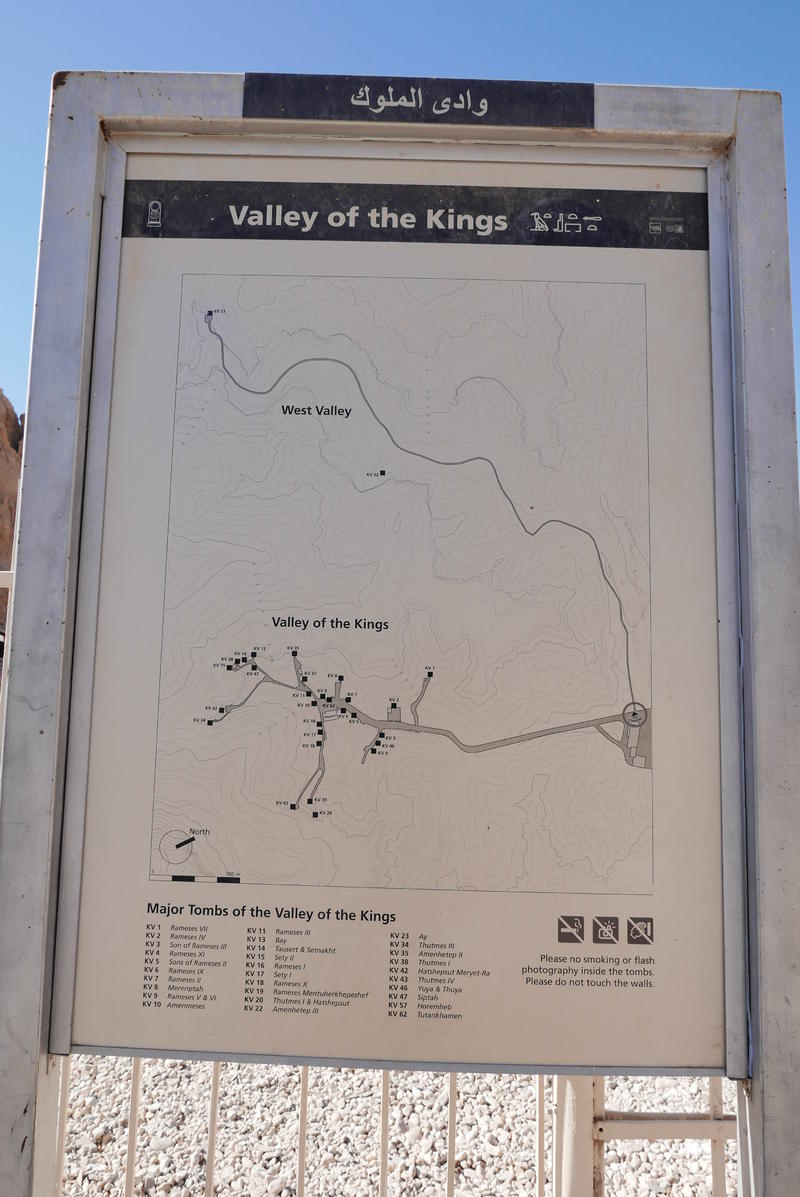 وادى الملوك
Valley of the Kings
KV 23
West Valley
KV 22
Valley of the Kings
KV 13
KV 35
KV 14
KV 38
KV 15
KV 47
KV 57
KV 1
KV 8
KV 9
KV 7
KV 11
KV 62
KV 10
KV 2
KV 42
KV 34
KV 5
KV 16
KV 17
KV 18
KV 3
KV 46
KV 4
KV 43
KV 19
KV 20
North
0
100 m
Major Tombs of the Valley of the Kings
KV 1 Rameses VII
KV 2 Rameses IV
KV 3 Son of Rameses III
KV 4 Rameses XI
KV 5 Sons of Rameses II
KV 6 Rameses IX
KV 7 Rameses II
KV 8 Merenptah
KV 9 Rameses V & VI
KV 10 Amenmeses
KV 11 Rameses III
KV 13 Bay
KV 14 Tausert & Setnakht
KV 15 Sety II
KV 16 Rameses I
KV 17 Sety I
KV 18 Rameses X
KV 19 Rameses Mentuherkhepeshef
KV 20 Thutmes I & Hatshepsut
KV 22 Amenhetep III
KV 23 Ay
KV 34 Thutmes III
KV 35 Amenhetep II
KV 38 Thutmes I
KV 42 Hatshepsut Meryet-Ra
KV 43 Thutmes IV
KV 46 Yuya & Thuya
KV 47 Siptah
KV 57 Horemheb
KV 62 Tutankhamen
Please no smoking or flash
photography inside the tombs.
Please do not touch the walls.